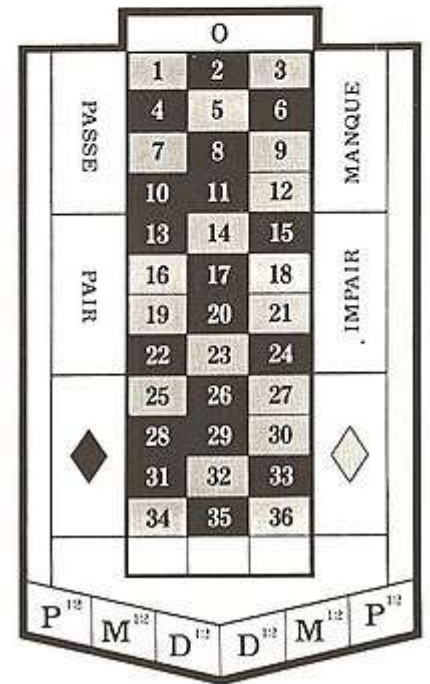 O
1 2 3
4 5 6
7 8 9
10 11 12
13 14 15
16 17 18
19 20 21
22 23 24
25 26 27
28 29 30
31 32 33
34 35 36
PASSE
MANQUE
PAIR
IMPAIR
P12 M12 D12 D12 M12 P12